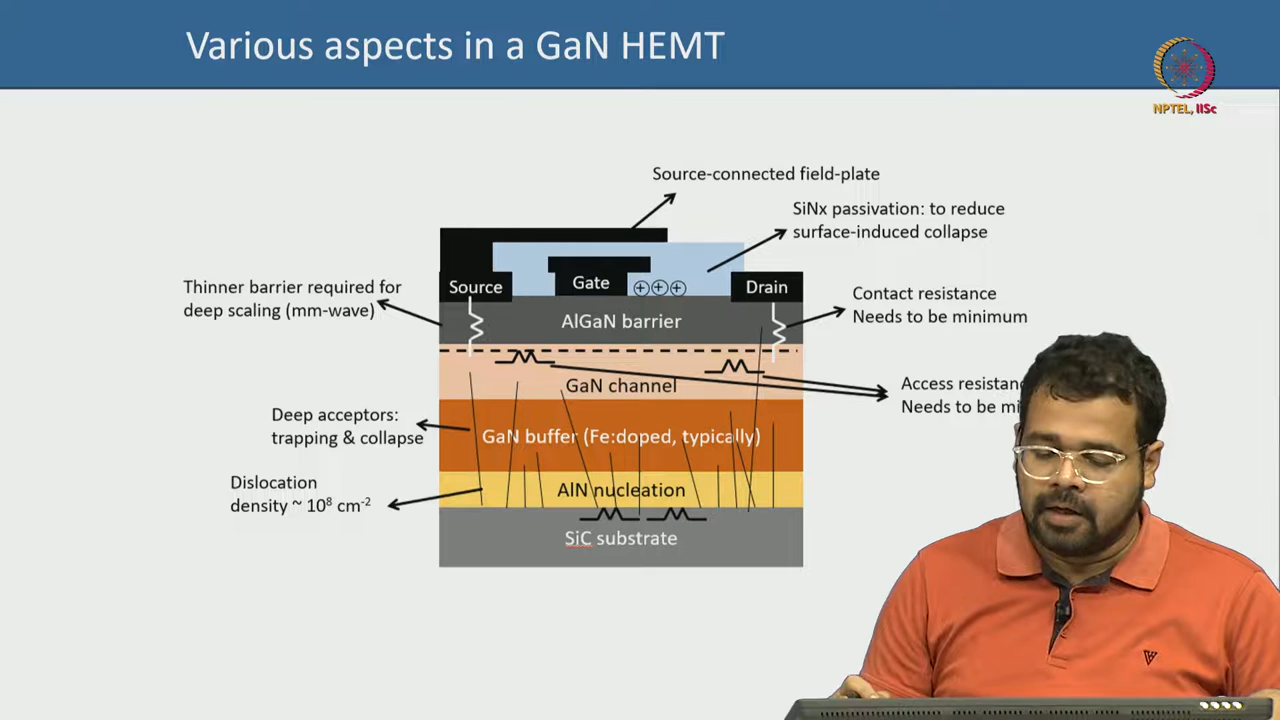 Various aspects in a GaN HEMT
NPTEL, IISc
Source-connected field-plate
SiNx passivation: to reduce
surface-induced collapse
Thinner barrier required for
deep scaling (mm-wave)
Source
Gate
Drain
AlGaN barrier
Contact resistance
Needs to be minimum
GaN channel
Access
Needs to be
Deep acceptors:
trapping & collapse
GaN buffer (Fe:doped, typically)
Dislocation
density ~ 10⁸ cm⁻²
AlN nucleation
SiC substrate